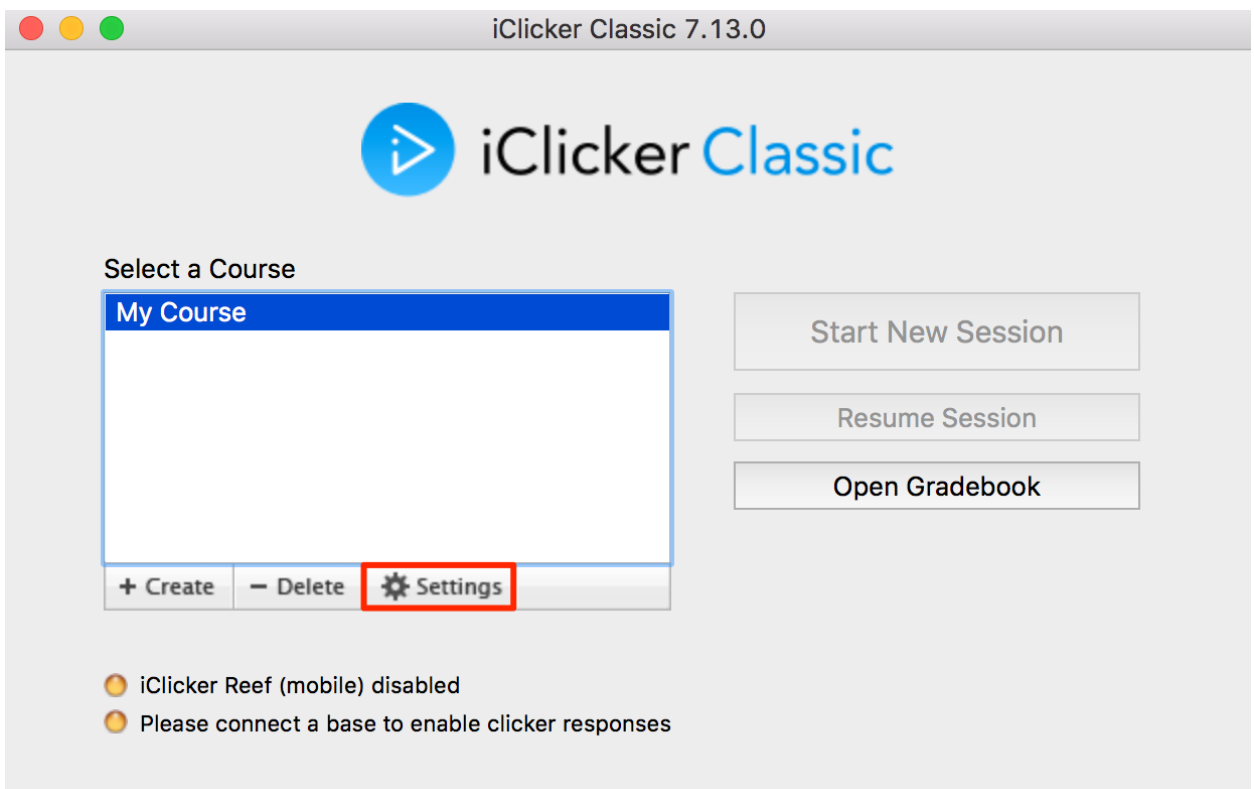 iClicker Classic 7.13.0
iClicker Classic
Select a Course
My Course
Start New Session
Resume Session
Open Gradebook
+ Create
− Delete
Settings
iClicker Reef (mobile) disabled
Please connect a base to enable clicker responses